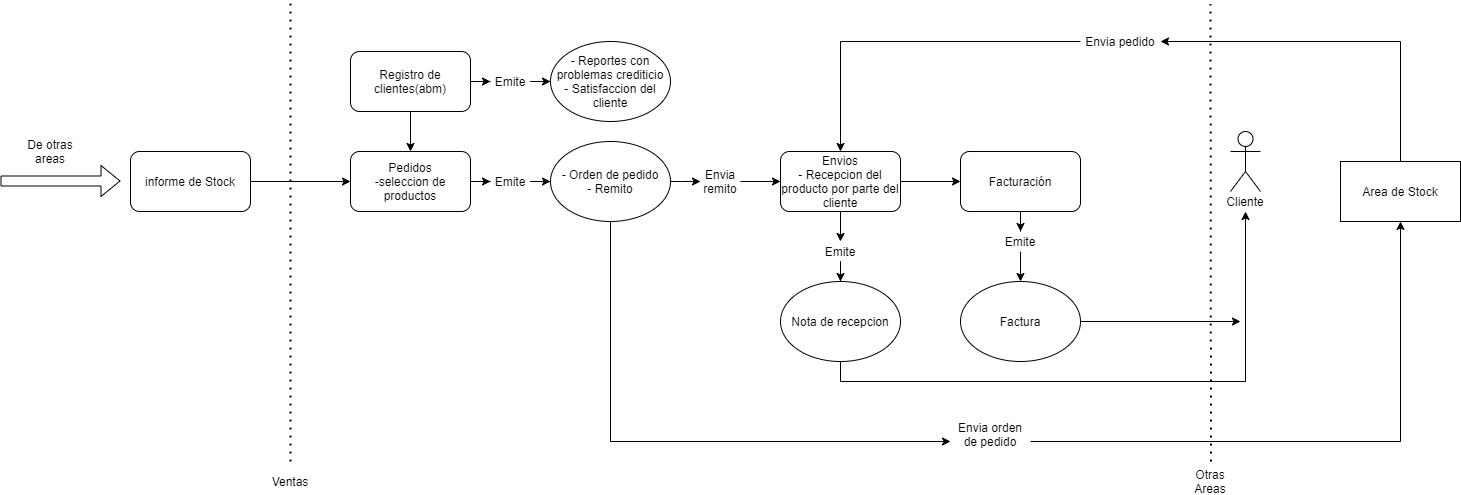 De otras
areas
informe de Stock
Registro de
clientes(abm)
Emite
- Reportes con
problemas crediticio
- Satisfaccion del
cliente
Pedidos
-seleccion de
productos
Emite
- Orden de pedido
- Remito
Envia
remito
Envios
- Recepcion del
producto por parte del
cliente
Facturación
Envia pedido
Cliente
Area de Stock
Emite
Emite
Nota de recepcion
Factura
Envia orden
de pedido
Ventas
Otras
Areas